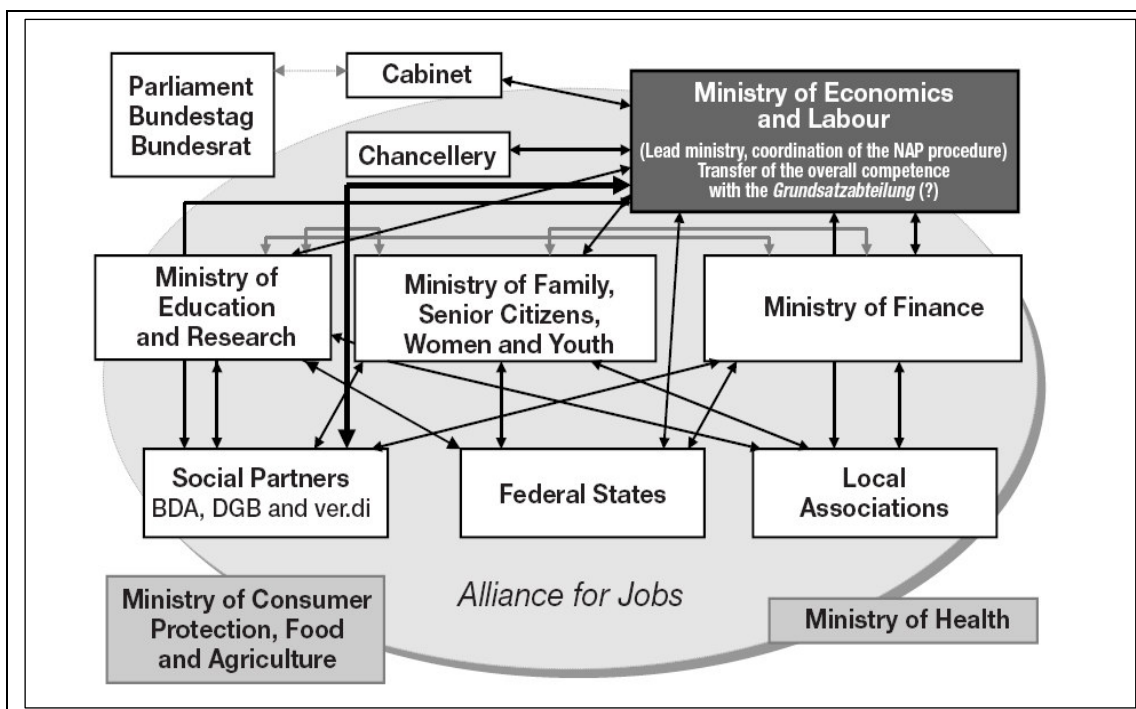 Parliament
Bundestag
Bundesrat
Cabinet
Chancellery
Ministry of Economics
and Labour
(Lead ministry, coordination of the NAP procedure)
Transfer of the overall competence
with the Grundsatzabteilung (?)
Ministry of
Education
and Research
Ministry of Family,
Senior Citizens,
Women and Youth
Ministry of Finance
Social Partners
BDA, DGB and ver.di
Federal States
Local
Associations
Alliance for Jobs
Ministry of Consumer
Protection, Food
and Agriculture
Ministry of Health